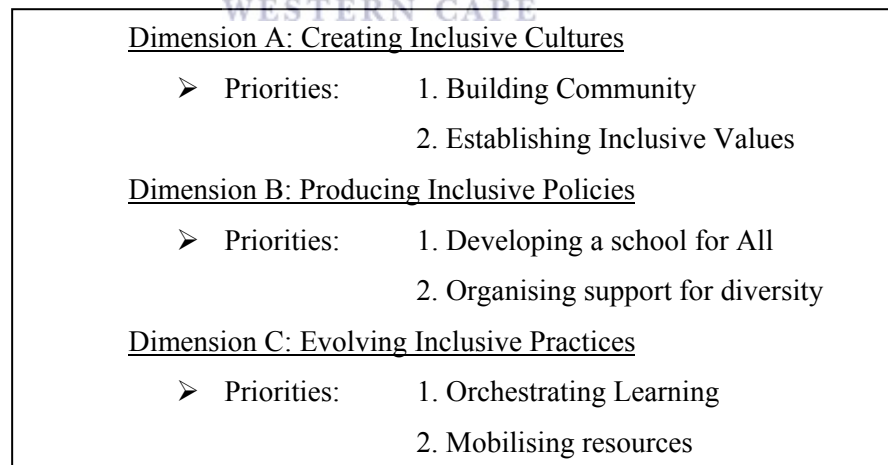 WESTERN CAPE
Dimension A: Creating Inclusive Cultures
➢ Priorities: 1. Building Community
2. Establishing Inclusive Values
Dimension B: Producing Inclusive Policies
➢ Priorities: 1. Developing a school for All
2. Organising support for diversity
Dimension C: Evolving Inclusive Practices
➢ Priorities: 1. Orchestrating Learning
2. Mobilising resources